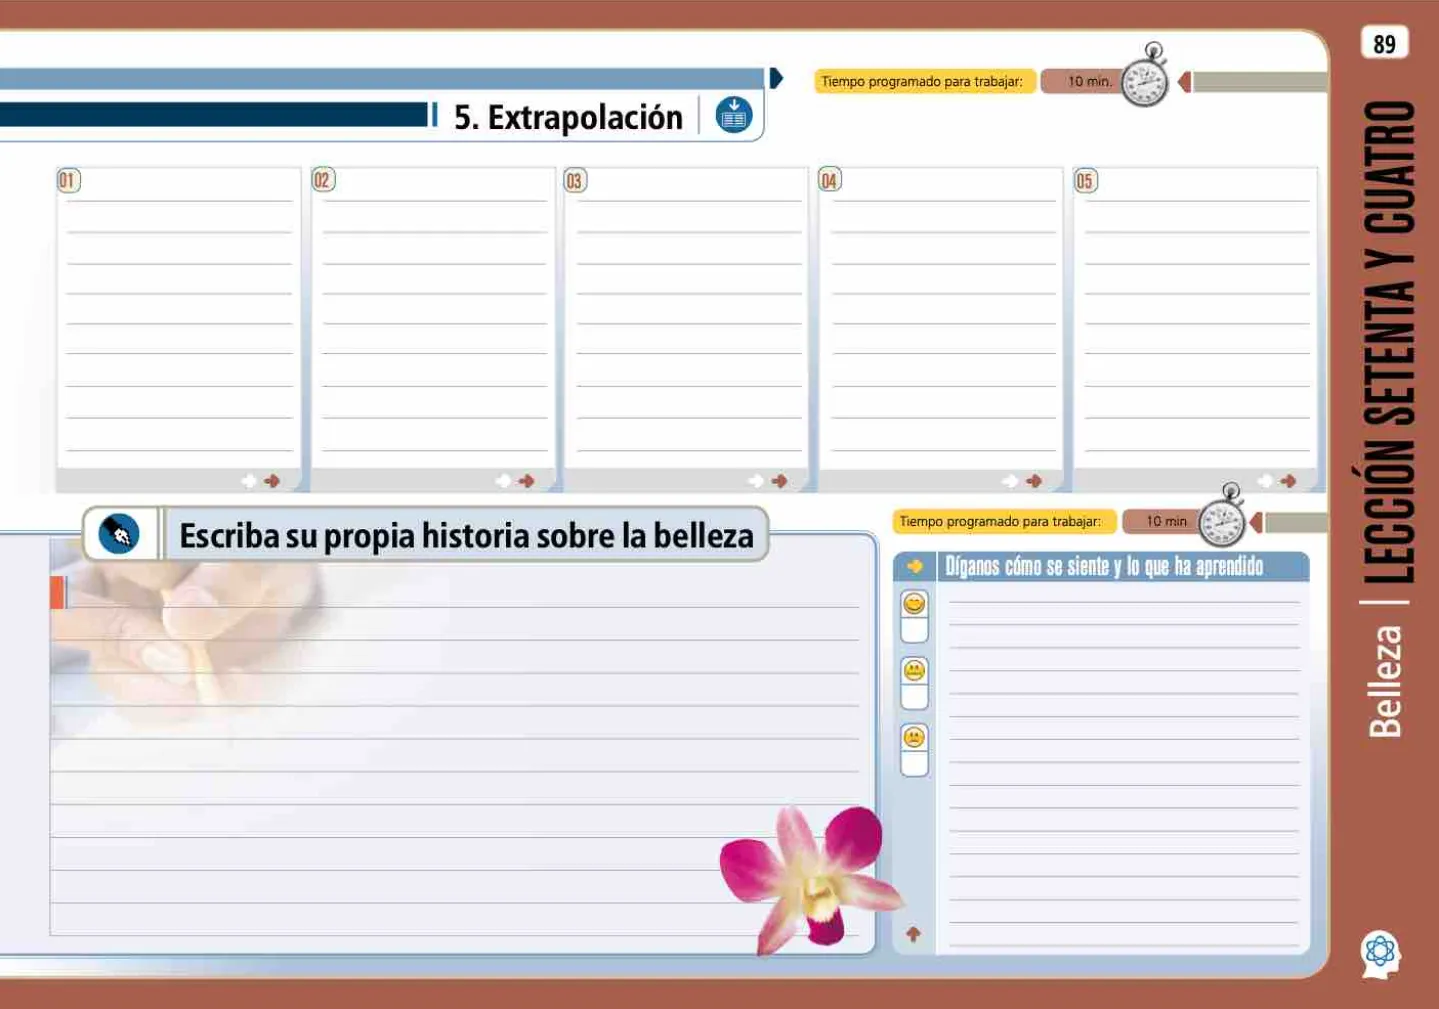 89
Tiempo programado para trabajar:
10 min.
5. Extrapolación
01
02
03
04
05
Escriba su propia historia sobre la belleza
Tiempo programado para trabajar:
10 min
Díganos cómo se siente y lo que ha aprendido
Belleza | LECCIÓN SETENTA Y CUATRO